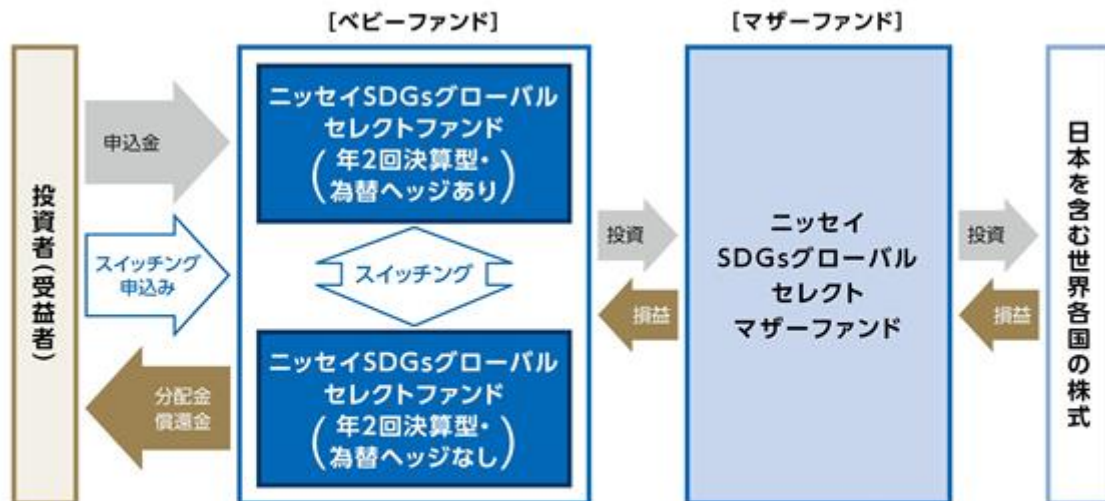 [ベビーファンド]
[マザーファンド]
投資者(受益者)
申込金
スイッチング
申込み
分配金
償還金
ニッセイSDGsグローバル
セレクトファンド
(年2回決算型・
為替ヘッジあり)
スイッチング
ニッセイSDGsグローバル
セレクトファンド
(年2回決算型・
為替ヘッジなし)
投資
損益
ニッセイ
SDGsグローバル
セレクト
マザーファンド
投資
損益
日本を含む世界各国の株式